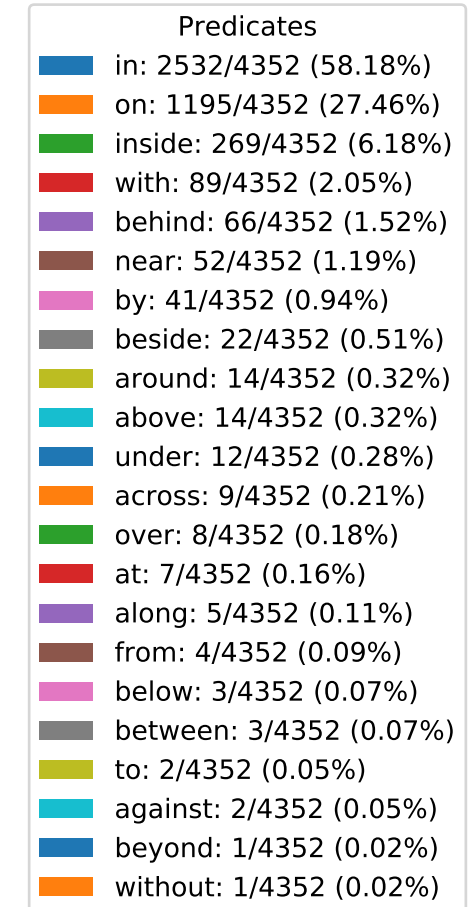 Predicates
in: 2532/4352 (58.18%)
on: 1195/4352 (27.46%)
inside: 269/4352 (6.18%)
with: 89/4352 (2.05%)
behind: 66/4352 (1.52%)
near: 52/4352 (1.19%)
by: 41/4352 (0.94%)
beside: 22/4352 (0.51%)
around: 14/4352 (0.32%)
above: 14/4352 (0.32%)
under: 12/4352 (0.28%)
across: 9/4352 (0.21%)
over: 8/4352 (0.18%)
at: 7/4352 (0.16%)
along: 5/4352 (0.11%)
from: 4/4352 (0.09%)
below: 3/4352 (0.07%)
between: 3/4352 (0.07%)
to: 2/4352 (0.05%)
against: 2/4352 (0.05%)
beyond: 1/4352 (0.02%)
without: 1/4352 (0.02%)